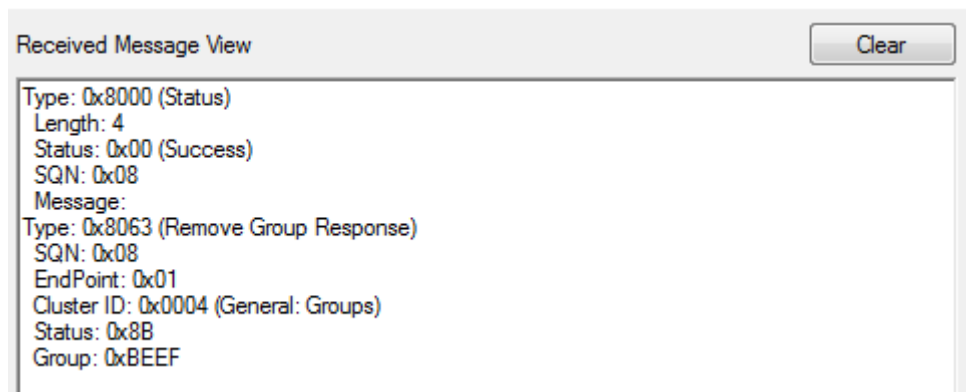 Received Message View
Clear
Type: 0x8000 (Status)
Length: 4
Status: 0x00 (Success)
SQN: 0x08
Message:
Type: 0x8063 (Remove Group Response)
SQN: 0x08
EndPoint: 0x01
Cluster ID: 0x0004 (General: Groups)
Status: 0x8B
Group: 0xBEEF